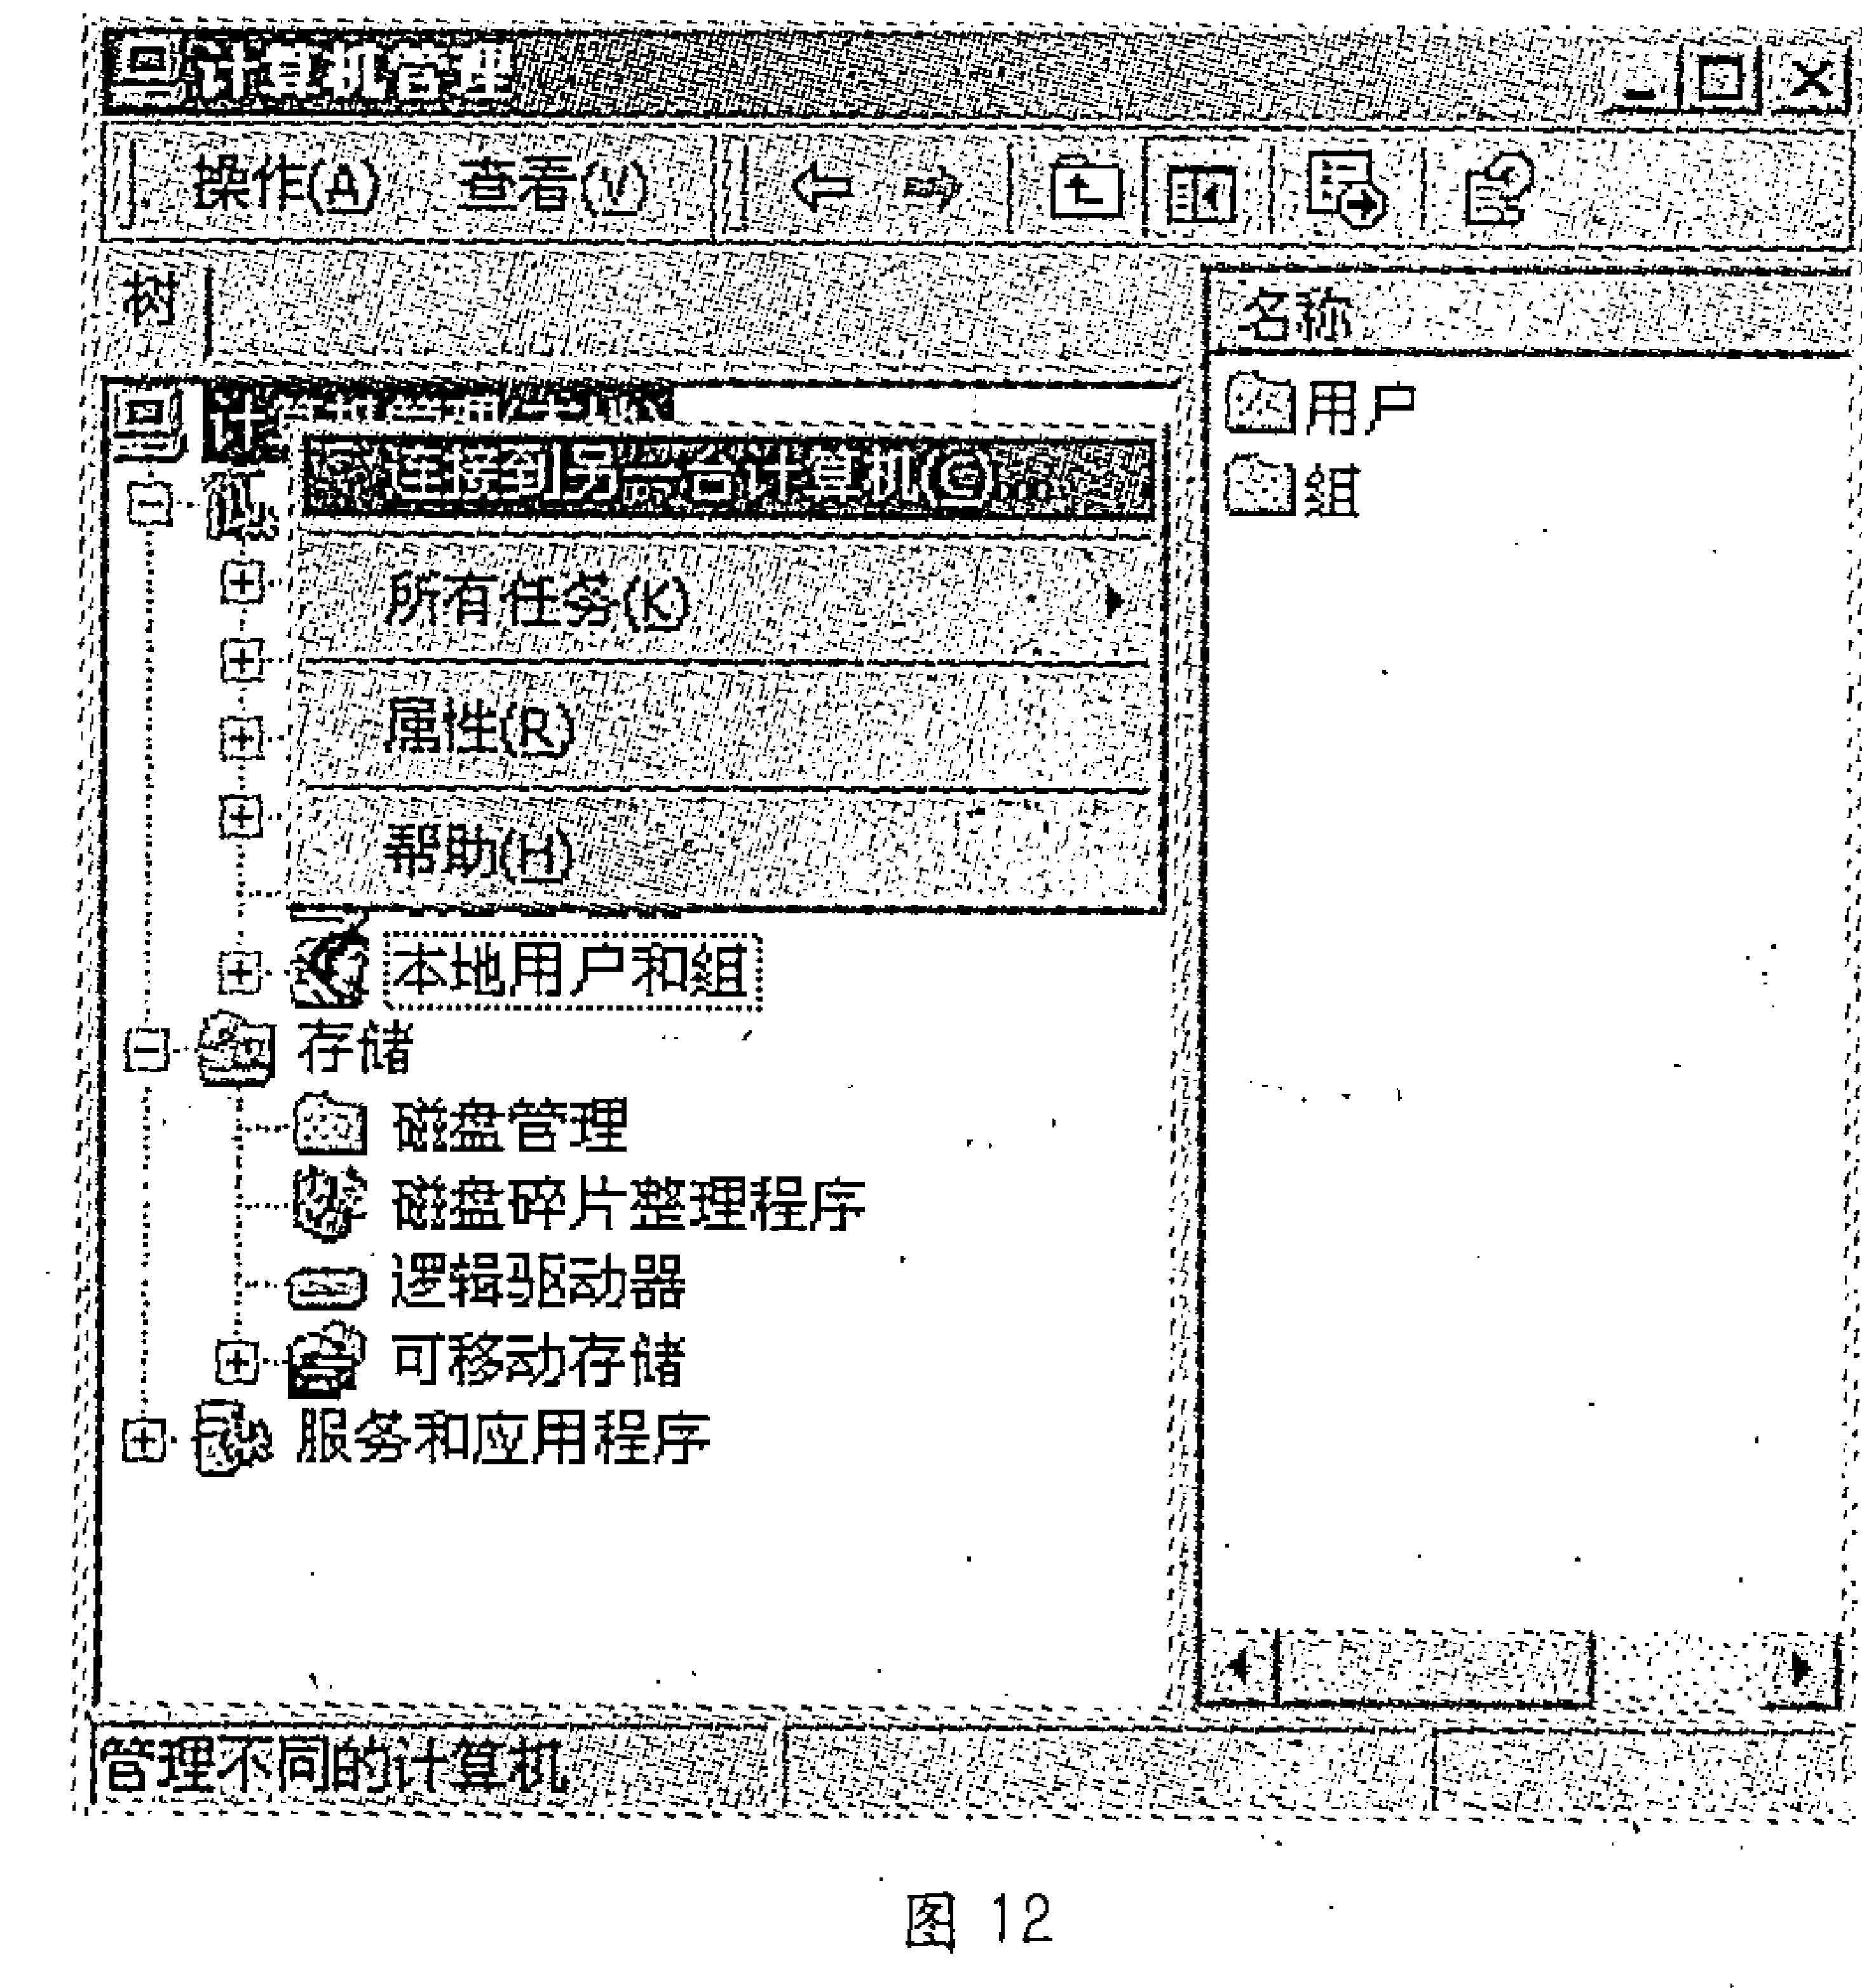 计算机管理
操作(A) 查看(V)
树
名称
用户
组
连接到另一台计算机(C)...
所有任务(K)
属性(R)
帮助(H)
本地用户和组
存储
磁盘管理
磁盘碎片整理程序
逻辑驱动器
可移动存储
服务和应用程序
管理不同的计算机
图 12